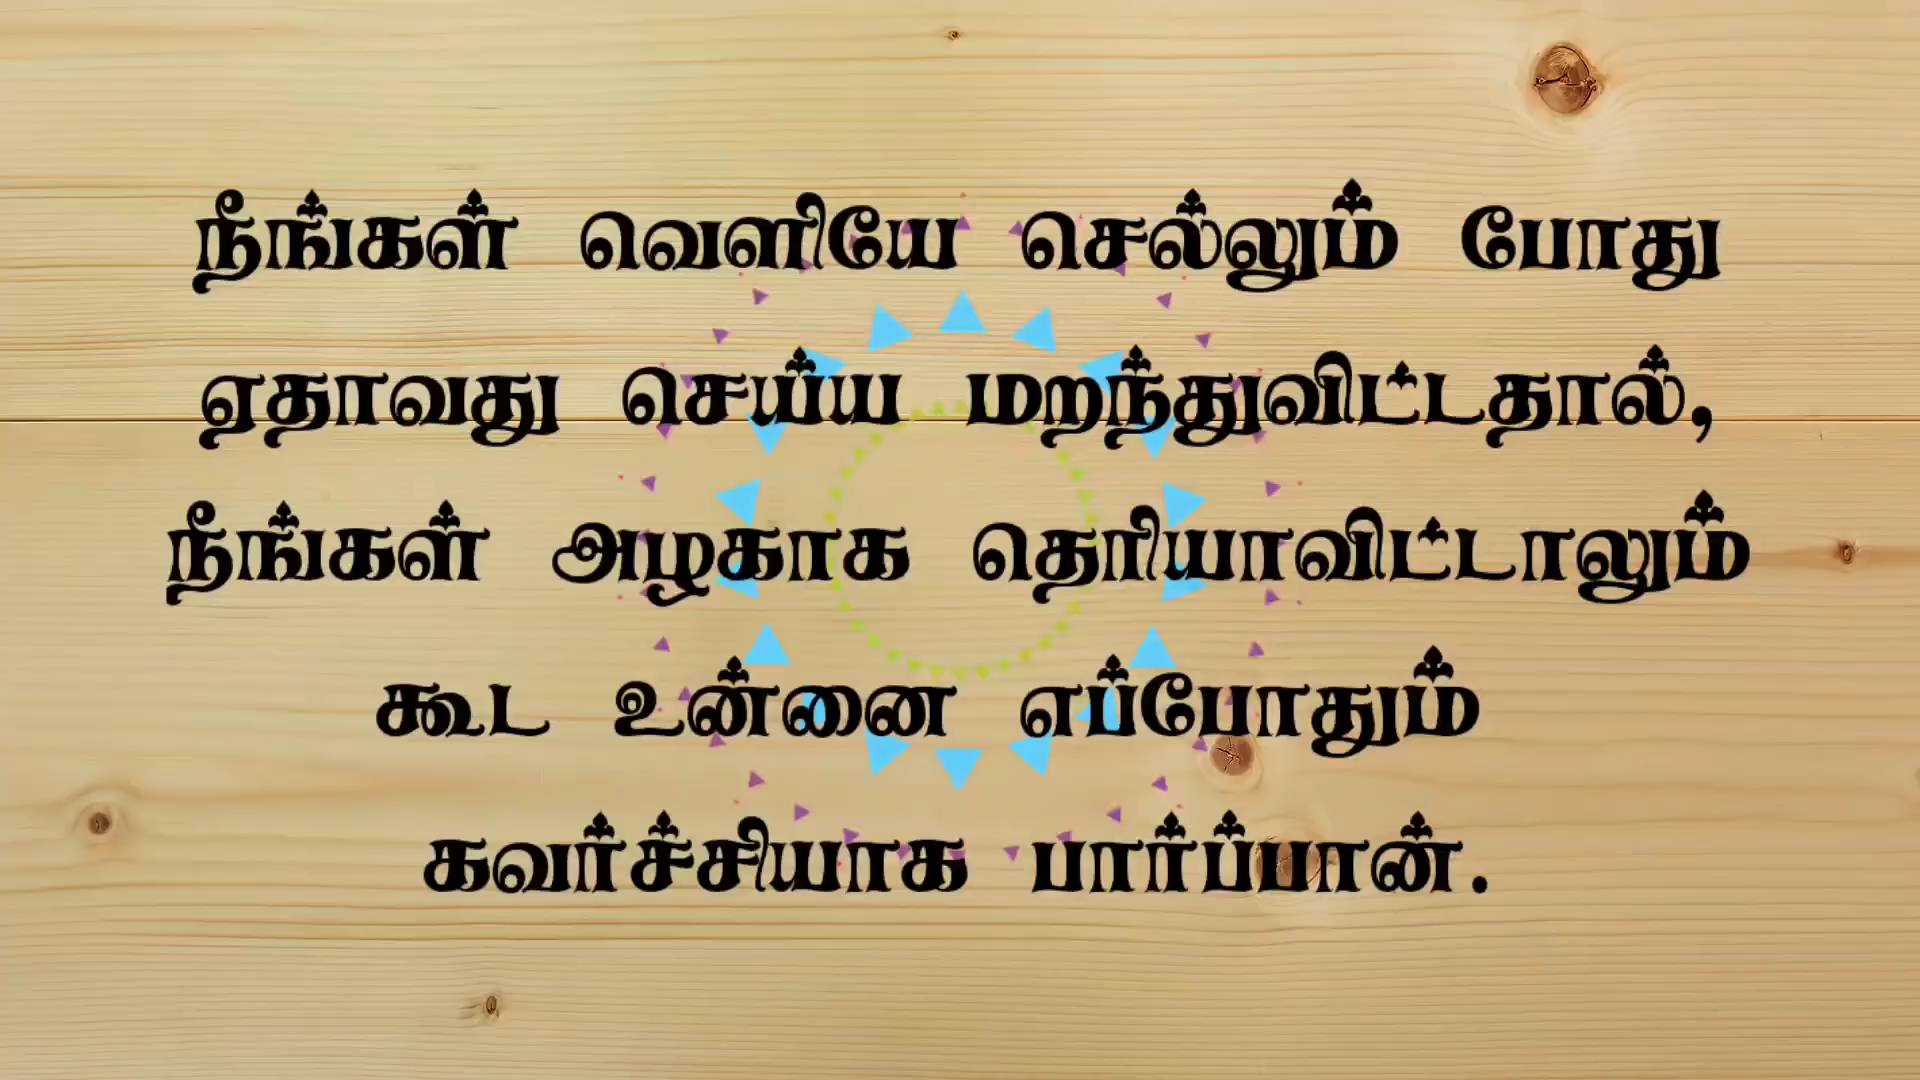 நீங்கள் வெளியே செல்லும் போது
ஏதாவது செய்ய மறந்துவிட்டதால்,
நீங்கள் அழகாக தெரியாவிட்டாலும்
கூட உன்னை எப்போதும்
கவர்ச்சியாக பார்ப்பான்.